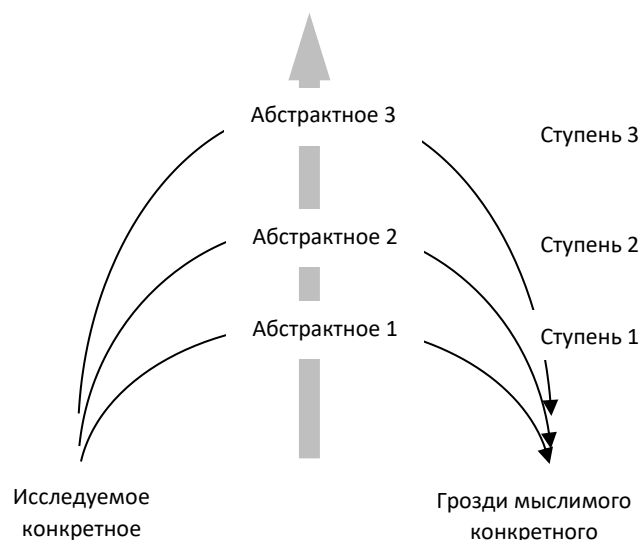 Абстрактное 3
Ступень 3
Абстрактное 2
Ступень 2
Абстрактное 1
Ступень 1
Исследуемое
конкретное
Грозди мыслимого
конкретного